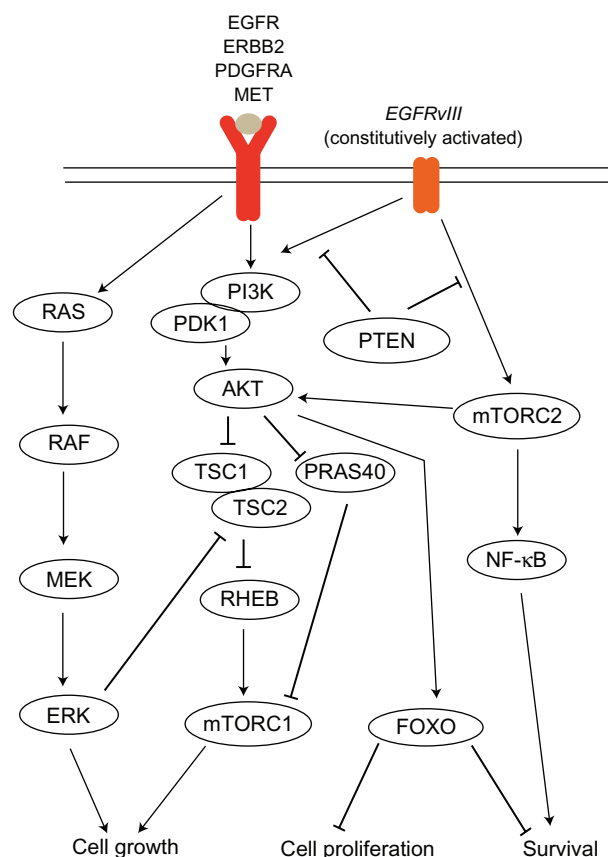 EGFR
ERBB2
PDGFRA
MET
EGFRvIII
(constitutively activated)
PI3K
RAS
PDK1
PTEN
AKT
mTORC2
RAF
TSC1
PRAS40
TSC2
NF-κB
MEK
RHEB
ERK
mTORC1
FOXO
Cell growth
Cell proliferation
Survival